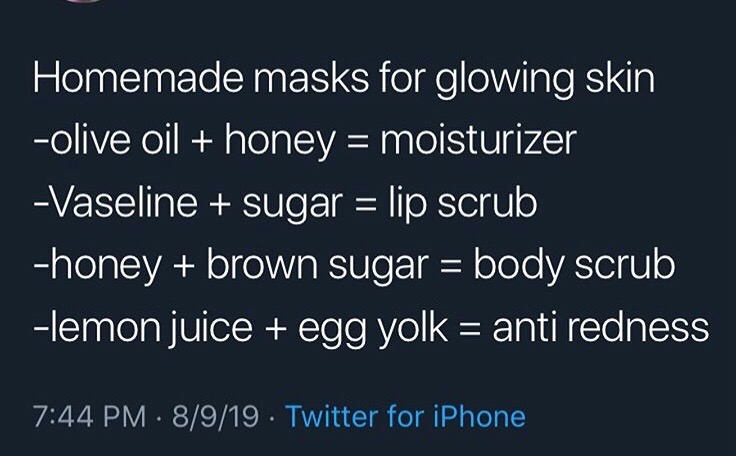 Homemade masks for glowing skin
-olive oil + honey = moisturizer
-Vaseline + sugar = lip scrub
-honey + brown sugar = body scrub
-lemon juice + egg yolk = anti redness
7:44 PM · 8/9/19 · Twitter for iPhone